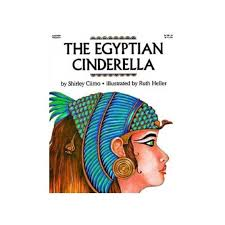 THE EGYPTIAN
CINDERELLA
by Shirley Climo • illustrated by Ruth Heller